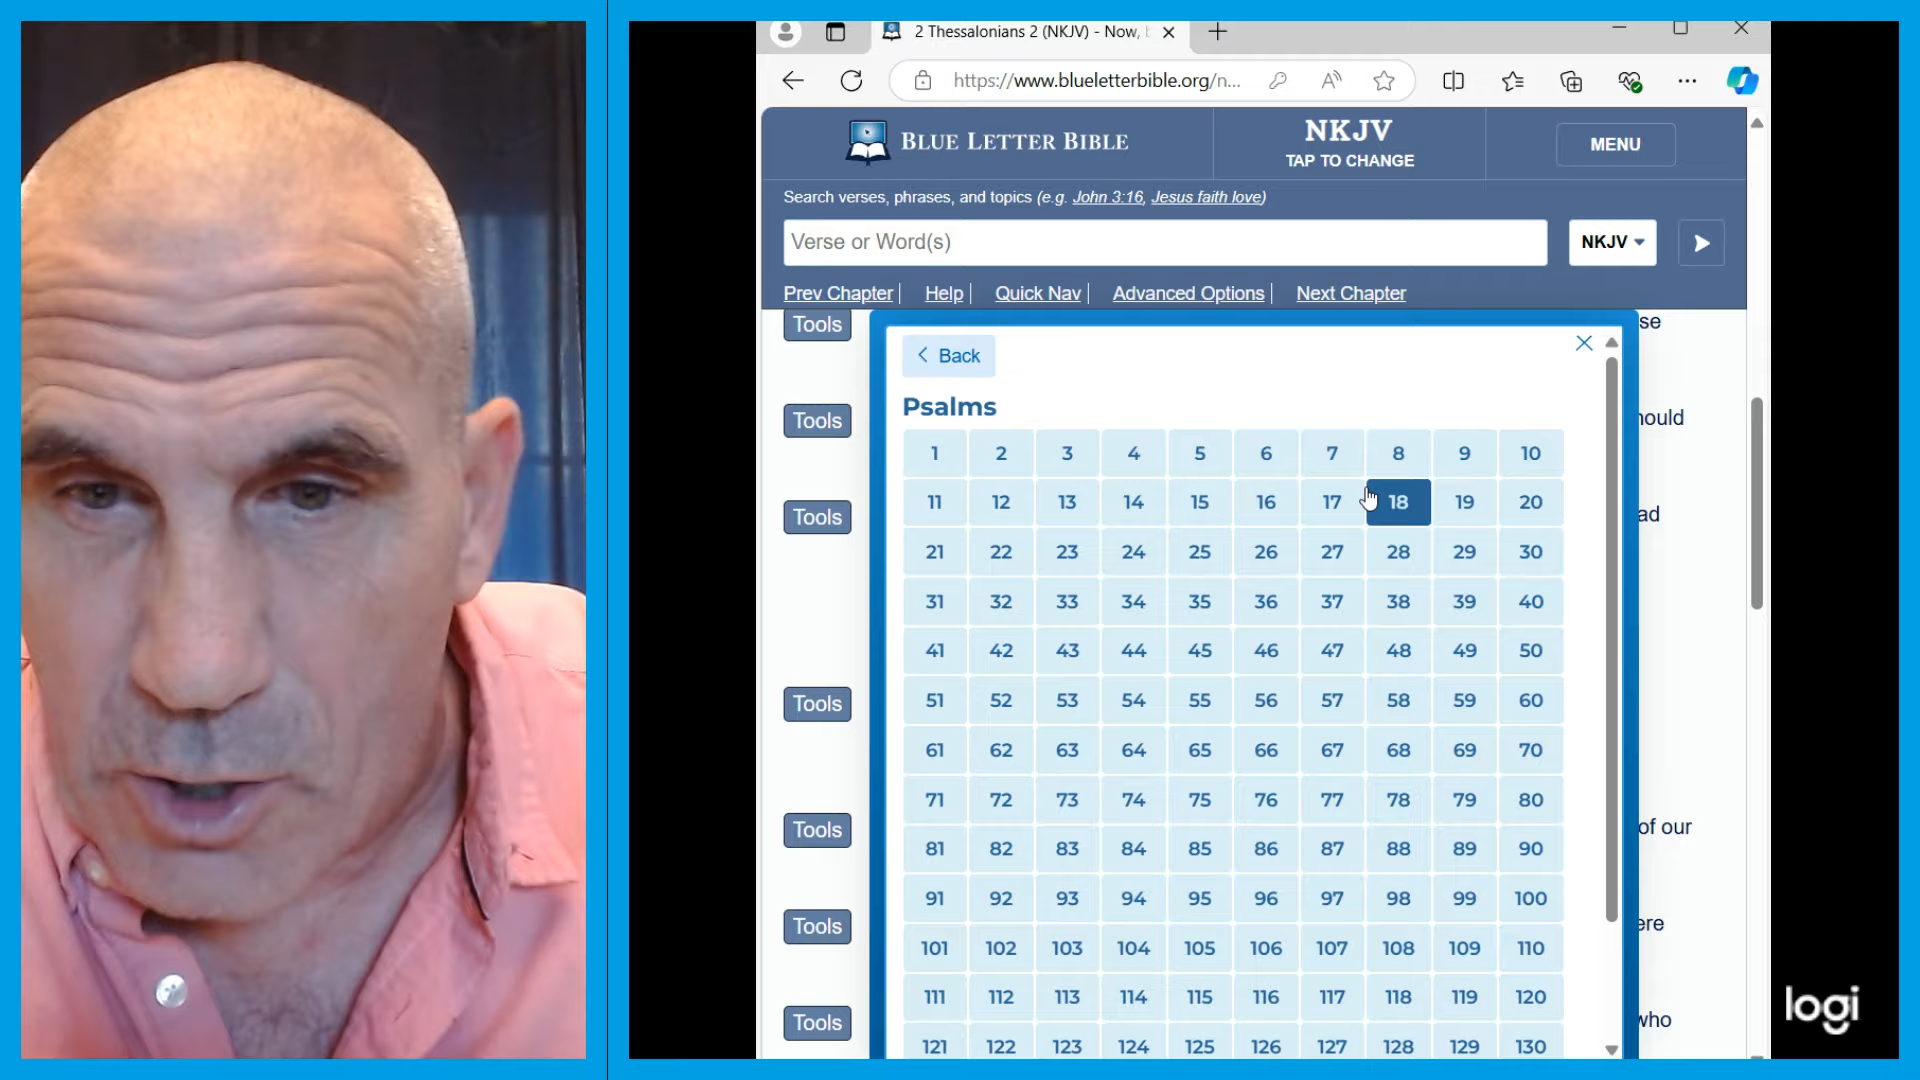 2 Thessalonians 2 (NKJV) - Now,
https://www.blueletterbible.org/n...
BLUE LETTER BIBLE
NKJV
TAP TO CHANGE
MENU
Search verses, phrases, and topics (e.g. John 3:16, Jesus faith love)
Verse or Word(s)
NKJV
Prev Chapter | Help | Quick Nav | Advanced Options | Next Chapter
Tools
se
Back
Psalms
Tools
hould
1 2 3 4 5 6 7 8 9 10
11 12 13 14 15 16 17 18 19 20
Tools
ad
21 22 23 24 25 26 27 28 29 30
31 32 33 34 35 36 37 38 39 40
41 42 43 44 45 46 47 48 49 50
Tools
51 52 53 54 55 56 57 58 59 60
61 62 63 64 65 66 67 68 69 70
71 72 73 74 75 76 77 78 79 80
Tools
of our
81 82 83 84 85 86 87 88 89 90
91 92 93 94 95 96 97 98 99 100
Tools
ere
101 102 103 104 105 106 107 108 109 110
111 112 113 114 115 116 117 118 119 120
Tools
who
121 122 123 124 125 126 127 128 129 130
logi